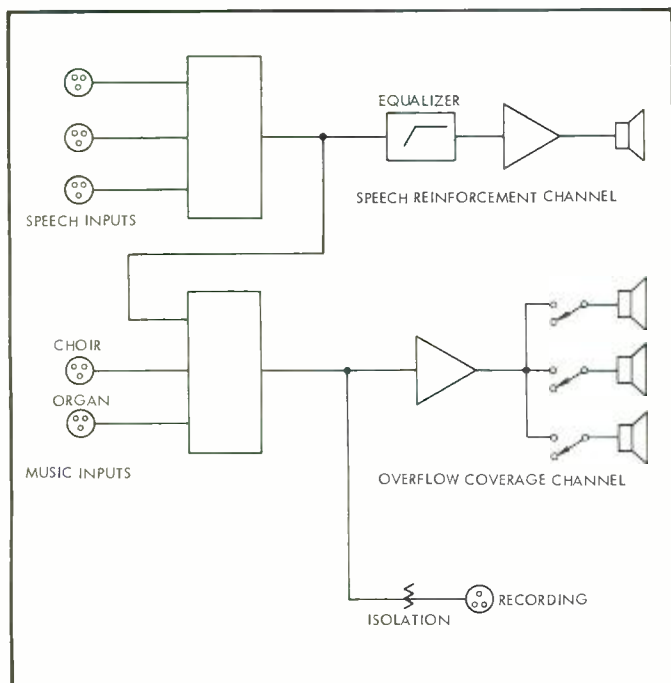 EQUALIZER
SPEECH INPUTS
SPEECH REINFORCEMENT CHANNEL
CHOIR
ORGAN
MUSIC INPUTS
OVERFLOW COVERAGE CHANNEL
RECORDING
ISOLATION